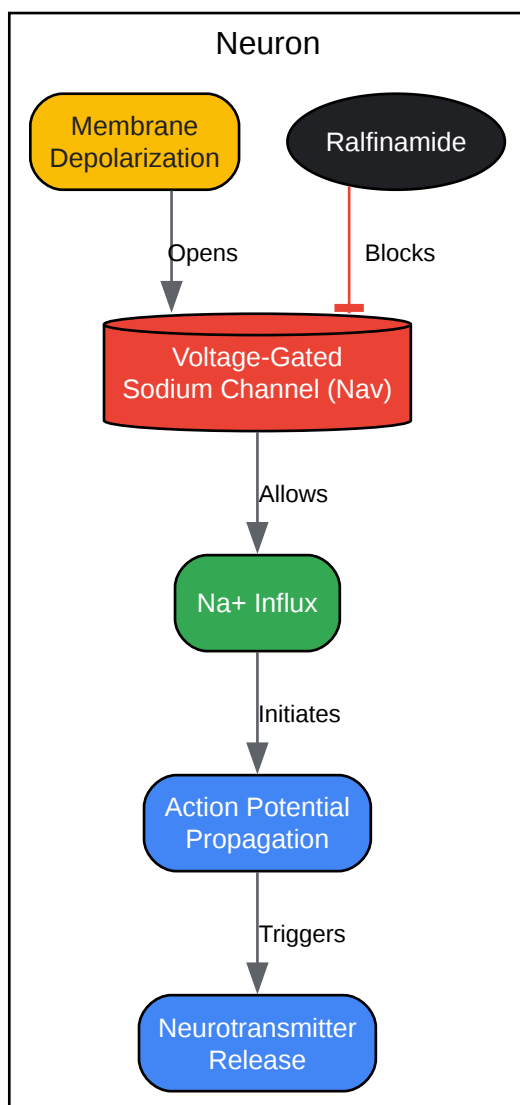 Neuron
Membrane
Depolarization
Ralfinamide
Opens
Blocks
Voltage-Gated
Sodium Channel (Nav)
Allows
Na+ Influx
Initiates
Action Potential
Propagation
Triggers
Neurotransmitter
Release